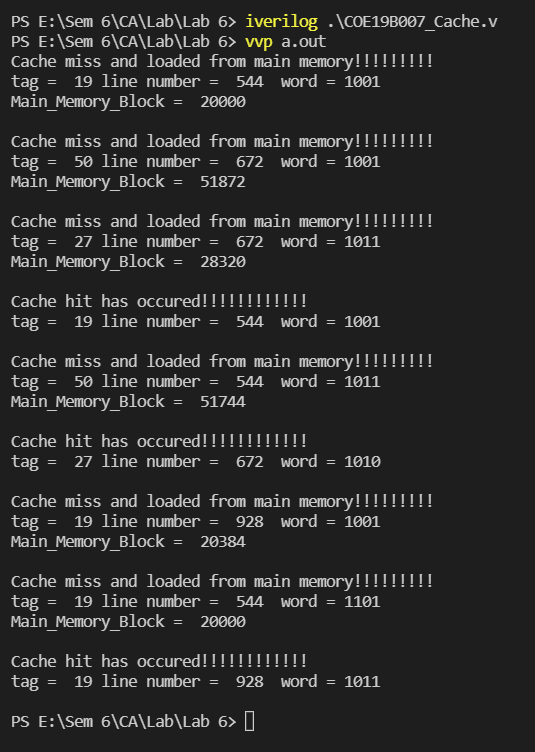 PS E:\Sem 6\CA\Lab\Lab 6> iverilog .\COE19B007_Cache.v
PS E:\Sem 6\CA\Lab\Lab 6> vvp a.out
Cache miss and loaded from main memory!!!!!!!!!
tag =  19 line number =  544  word = 1001
Main_Memory_Block =  20000

Cache miss and loaded from main memory!!!!!!!!!
tag =  50 line number =  672  word = 1001
Main_Memory_Block =  51872

Cache miss and loaded from main memory!!!!!!!!!
tag =  27 line number =  672  word = 1011
Main_Memory_Block =  28320

Cache hit has occured!!!!!!!!!!!!
tag =  19 line number =  544  word = 1001

Cache miss and loaded from main memory!!!!!!!!!
tag =  50 line number =  544  word = 1011
Main_Memory_Block =  51744

Cache hit has occured!!!!!!!!!!!!
tag =  27 line number =  672  word = 1010

Cache miss and loaded from main memory!!!!!!!!!
tag =  19 line number =  928  word = 1001
Main_Memory_Block =  20384

Cache miss and loaded from main memory!!!!!!!!!
tag =  19 line number =  544  word = 1101
Main_Memory_Block =  20000

Cache hit has occured!!!!!!!!!!!!
tag =  19 line number =  928  word = 1011

PS E:\Sem 6\CA\Lab\Lab 6>